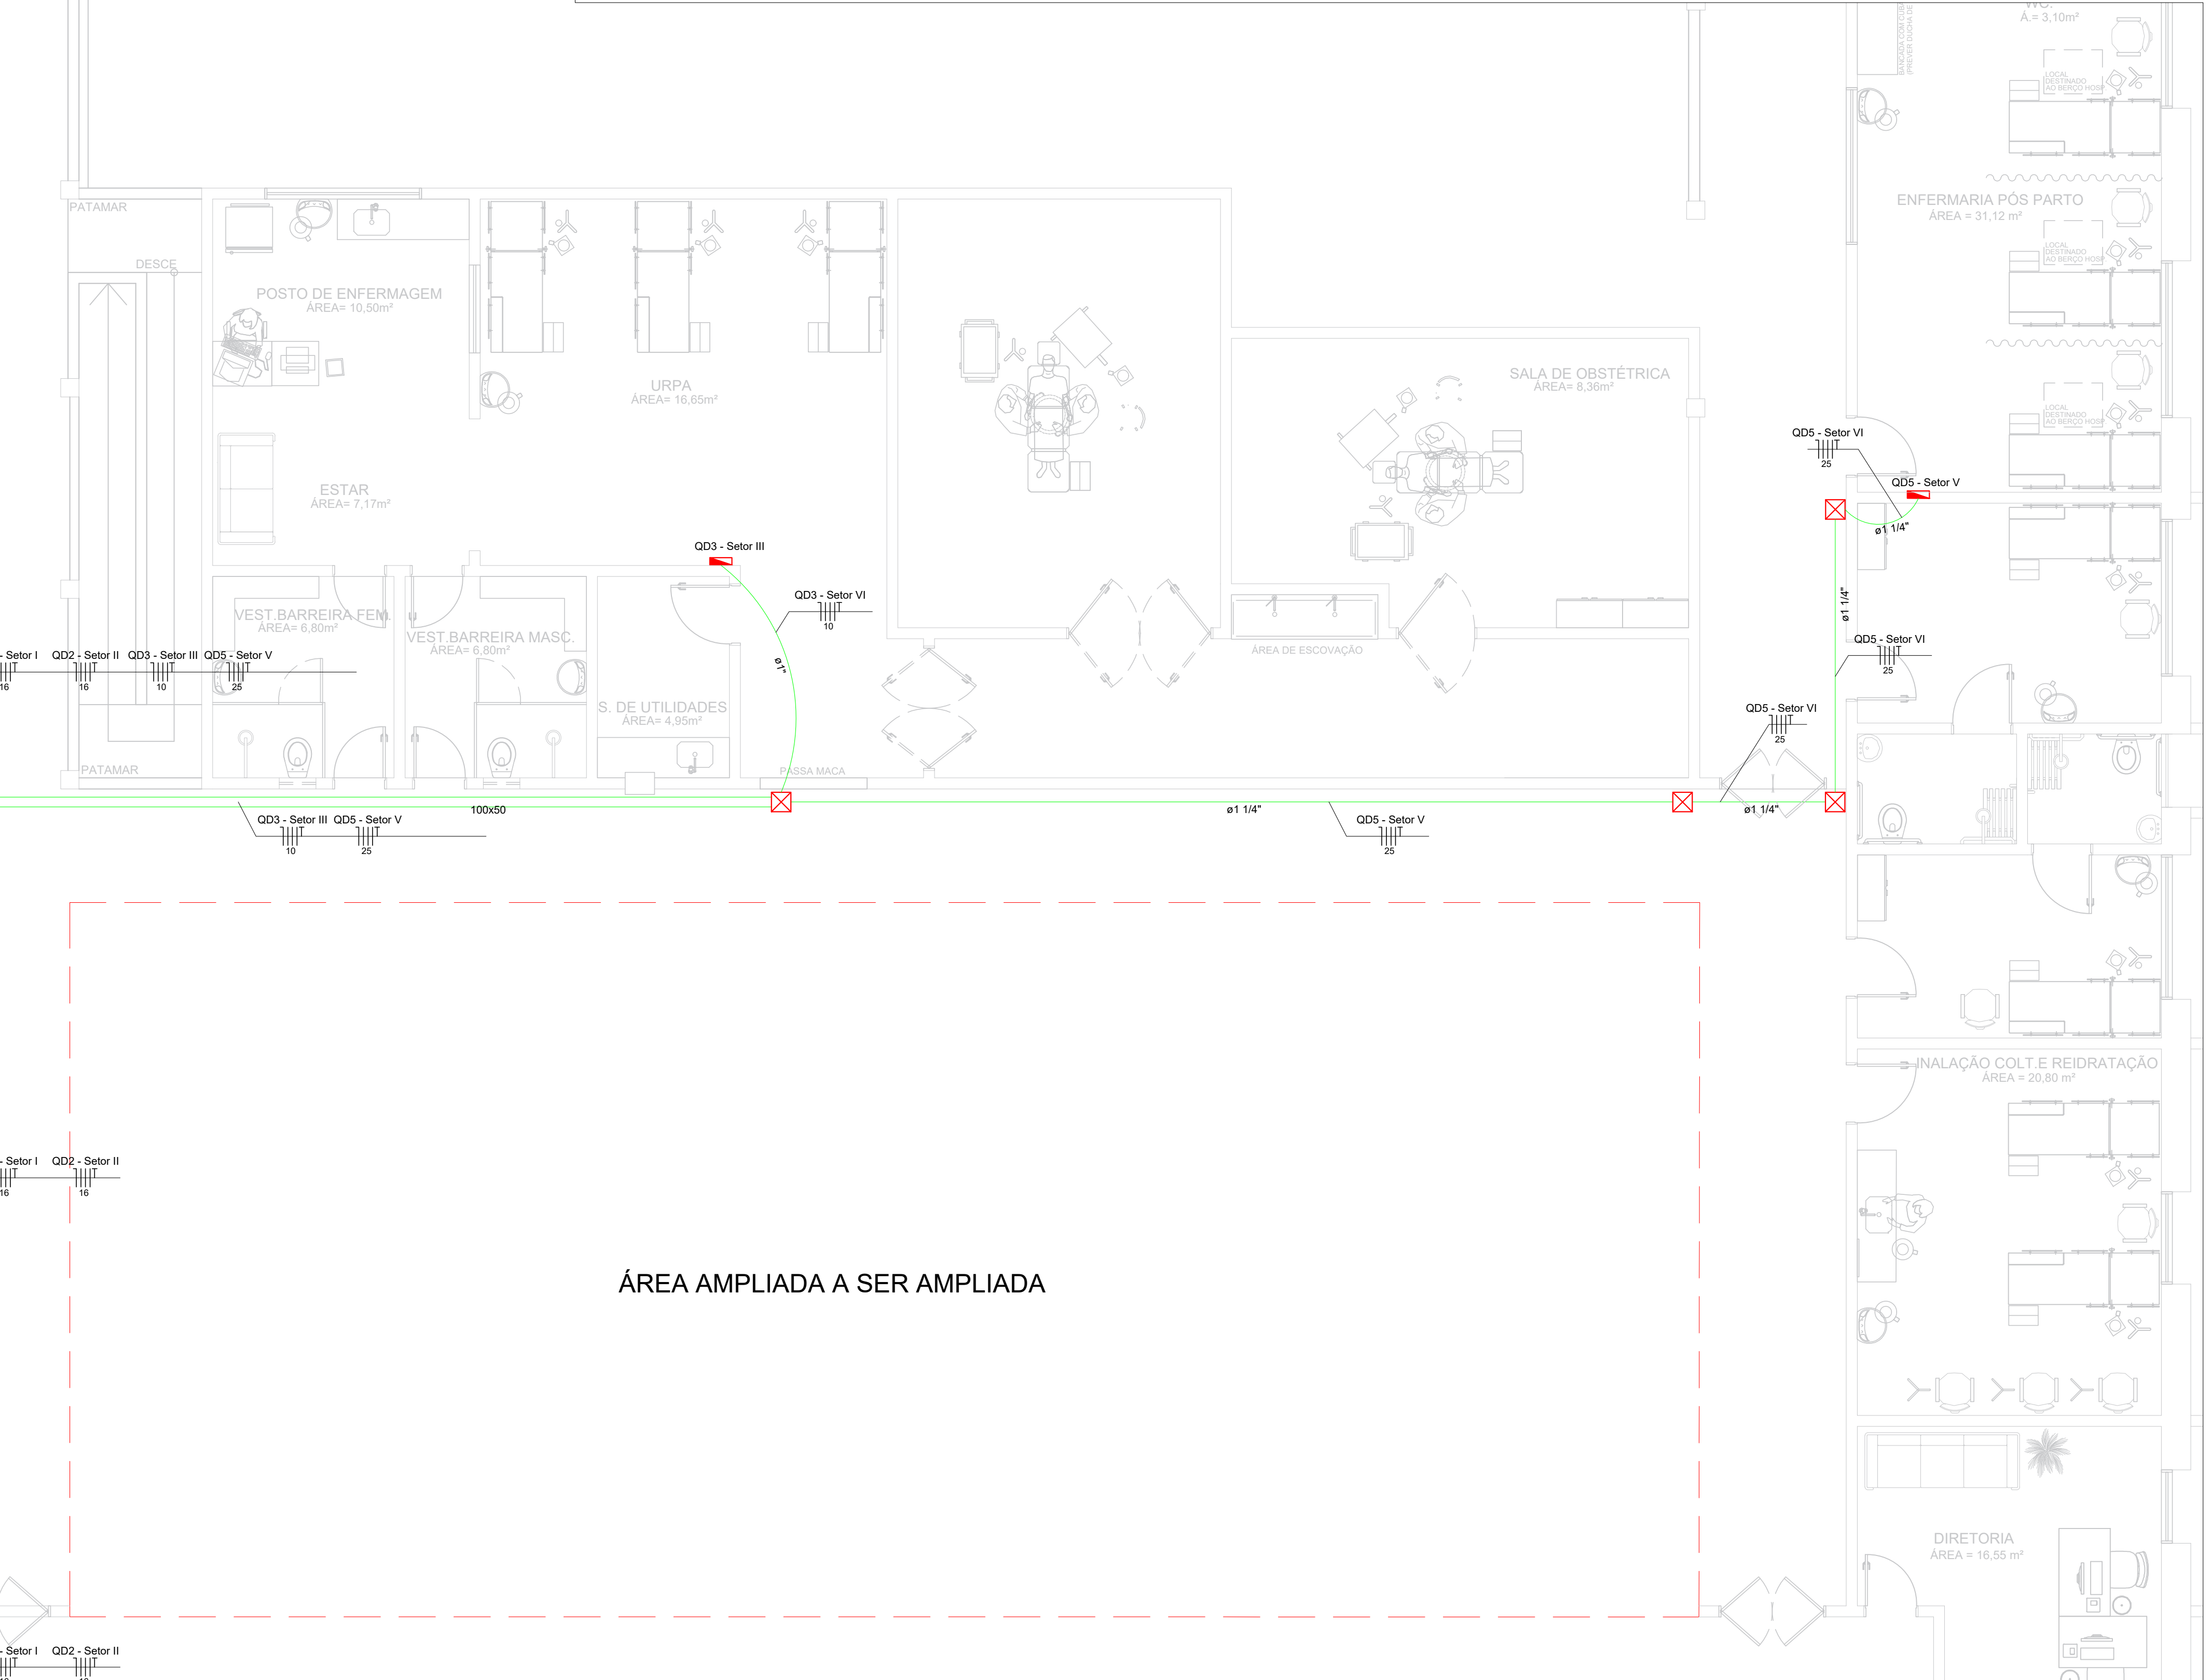 WC.
Á.= 3,10m²
BANCADA COM CUBA
(PREVER DUCHA DE
LOCAL
DESTINADO
AO BERÇO HOSP
PATAMAR
ENFERMARIA PÓS PARTO
ÁREA = 31,12 m²
LOCAL
DESTINADO
AO BERÇO HOSP
DESCE
POSTO DE ENFERMAGEM
ÁREA= 10,50m²
URPA
ÁREA= 16,65m²
SALA DE OBSTÉTRICA
ÁREA= 8,36m²
LOCAL
DESTINADO
AO BERÇO HOSP
QD5 - Setor VI
T
25
QD5 - Setor V
ø1 1/4"
ESTAR
ÁREA= 7,17m²
QD3 - Setor III
QD3 - Setor VI
T
10
ø1"
ø1 1/4"
VEST.BARREIRA FEM.
ÁREA= 6,80m²
VEST.BARREIRA MASC.
ÁREA= 6,80m²
ÁREA DE ESCOVAÇÃO
QD5 - Setor VI
T
25
- Setor I QD2 - Setor II QD3 - Setor III QD5 - Setor V
T T T T
16 16 10 25
S. DE UTILIDADES
ÁREA= 4,95m²
QD5 - Setor VI
T
25
PATAMAR
PASSA MACA
100x50
ø1 1/4"
ø1 1/4"
QD3 - Setor III QD5 - Setor V
T T
10 25
QD5 - Setor V
T
25
INALAÇÃO COLT.E REIDRATAÇÃO
ÁREA = 20,80 m²
- Setor I QD2 - Setor II
T T
16 16
ÁREA AMPLIADA A SER AMPLIADA
DIRETORIA
ÁREA = 16,55 m²
- Setor I QD2 - Setor II
T T